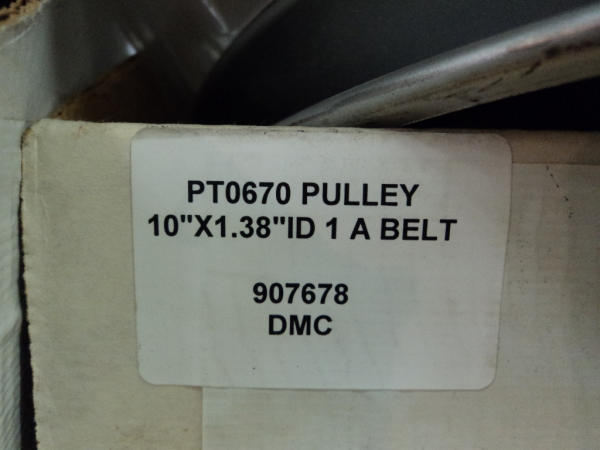 PT0670 PULLEY
10"X1.38"ID 1 A BELT
907678
DMC